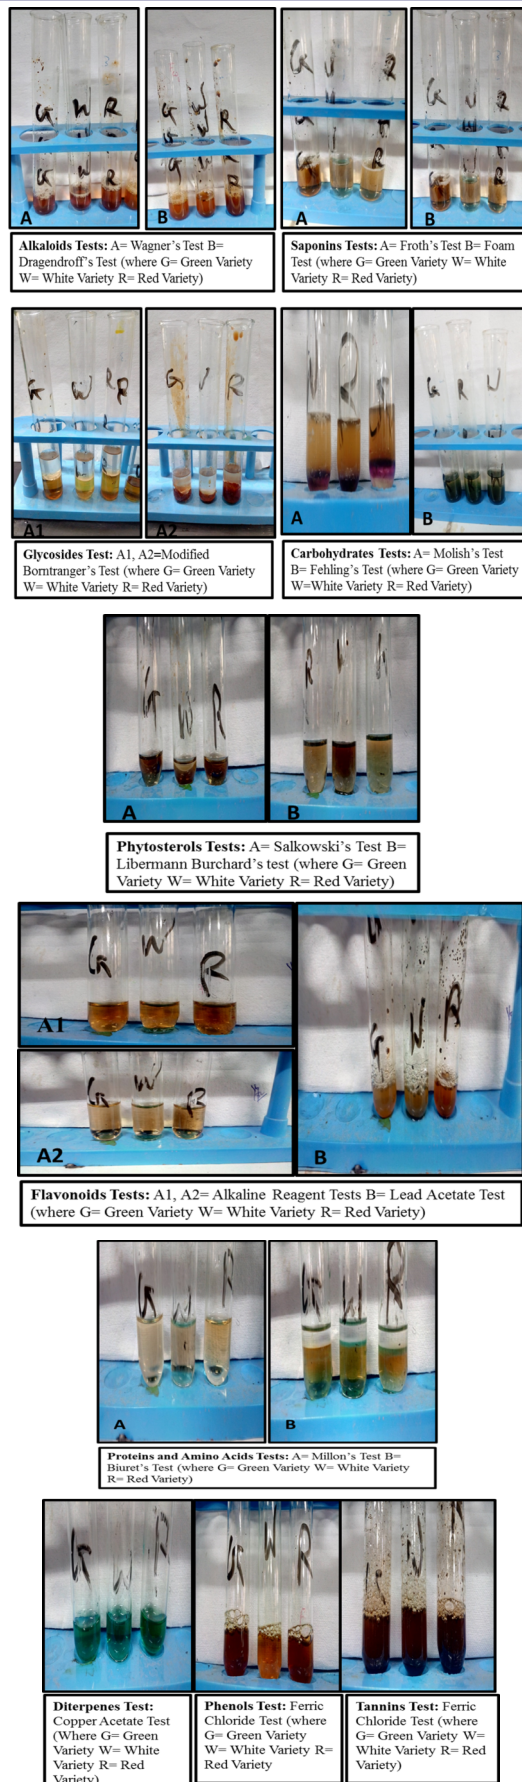 G W R
G W R
A
G W R
G W R
B
G W R
G R
A
G W R
G R
B
Alkaloids Tests: A= Wagner's Test B=
Dragendroff's Test (where G= Green Variety
W= White Variety R= Red Variety)
Saponins Tests: A= Froth's Test B= Foam
Test (where G= Green Variety W= White
Variety R= Red Variety)
G W R
A1
G W R
A2
A
G R W
B
Glycosides Test: A1, A2=Modified
Borntranger's Test (where G= Green Variety
W= White Variety R= Red Variety)
Carbohydrates Tests: A= Molish's Test
B= Fehling's Test (where G= Green Variety
W=White Variety R= Red Variety)
G W R
A
R
B
Phytosterols Tests: A= Salkowski's Test B=
Libermann Burchard's test (where G= Green
Variety W= White Variety R= Red Variety)
G W R
A1
G W R
A2
G W R
B
Flavonoids Tests: A1, A2= Alkaline Reagent Tests B= Lead Acetate Test
(where G= Green Variety W= White Variety R= Red Variety)
G W R
A
G W R
B
Proteins and Amino Acids Tests: A= Millon's Test B=
Biuret's Test (where G= Green Variety W= White Variety
R= Red Variety)
G W R
G W R
W R
Diterpenes Test:
Copper Acetate Test
(Where G= Green
Variety W= White
Variety R= Red
Variety)
Phenols Test: Ferric
Chloride Test (where
G= Green Variety
W= White Variety R=
Red Variety
Tannins Test: Ferric
Chloride Test (where
G= Green Variety W=
White Variety R= Red
Variety)